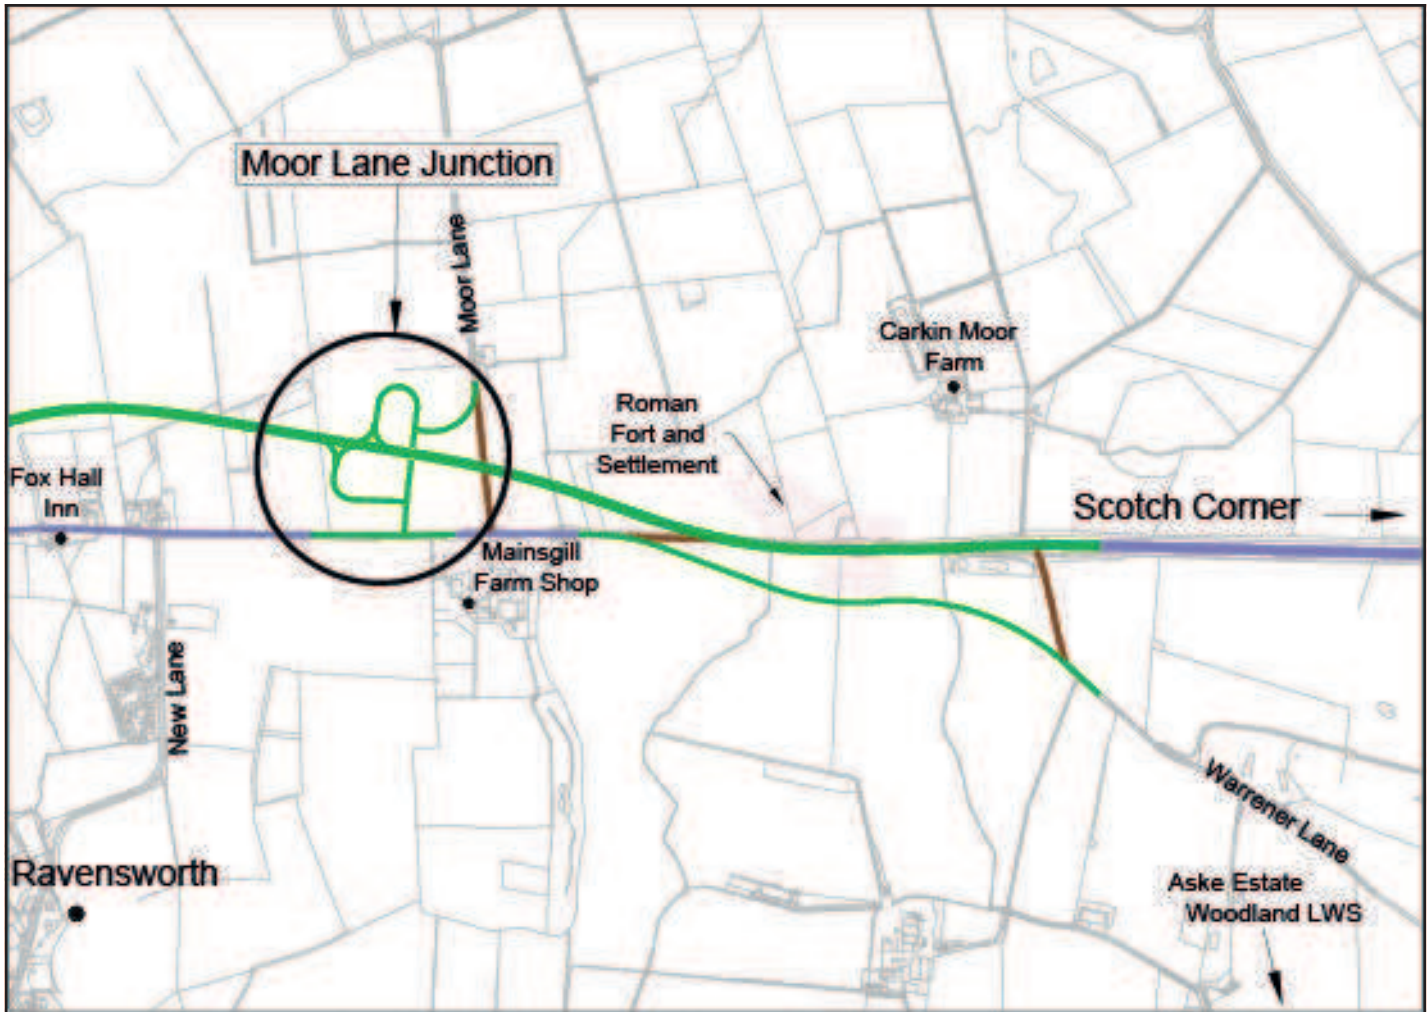 Moor Lane Junction
Moor Lane
Carkin Moor
Farm
Roman
Fort and
Settlement
Fox Hall
Inn
Scotch Corner
Mainsgill
Farm Shop
New Lane
Warrener Lane
Ravensworth
Aske Estate
Woodland LWS